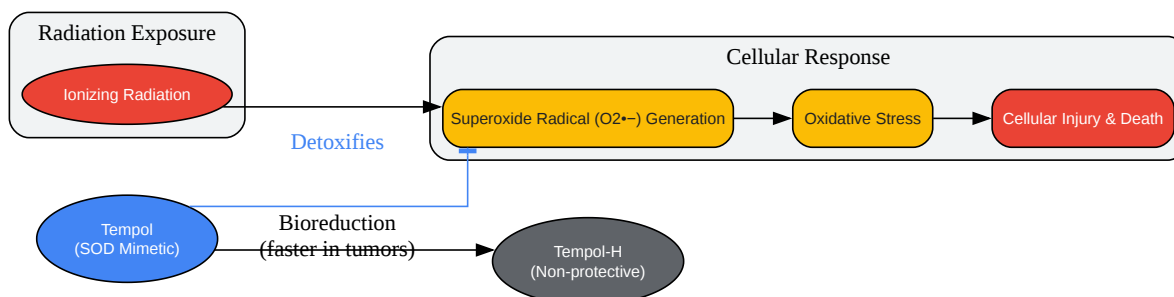 Radiation Exposure
Ionizing Radiation
Cellular Response
Superoxide Radical (O2•−) Generation
Oxidative Stress
Cellular Injury & Death
Detoxifies
Tempol
(SOD Mimetic)
Bioreduction
(faster in tumors)
Tempol-H
(Non-protective)